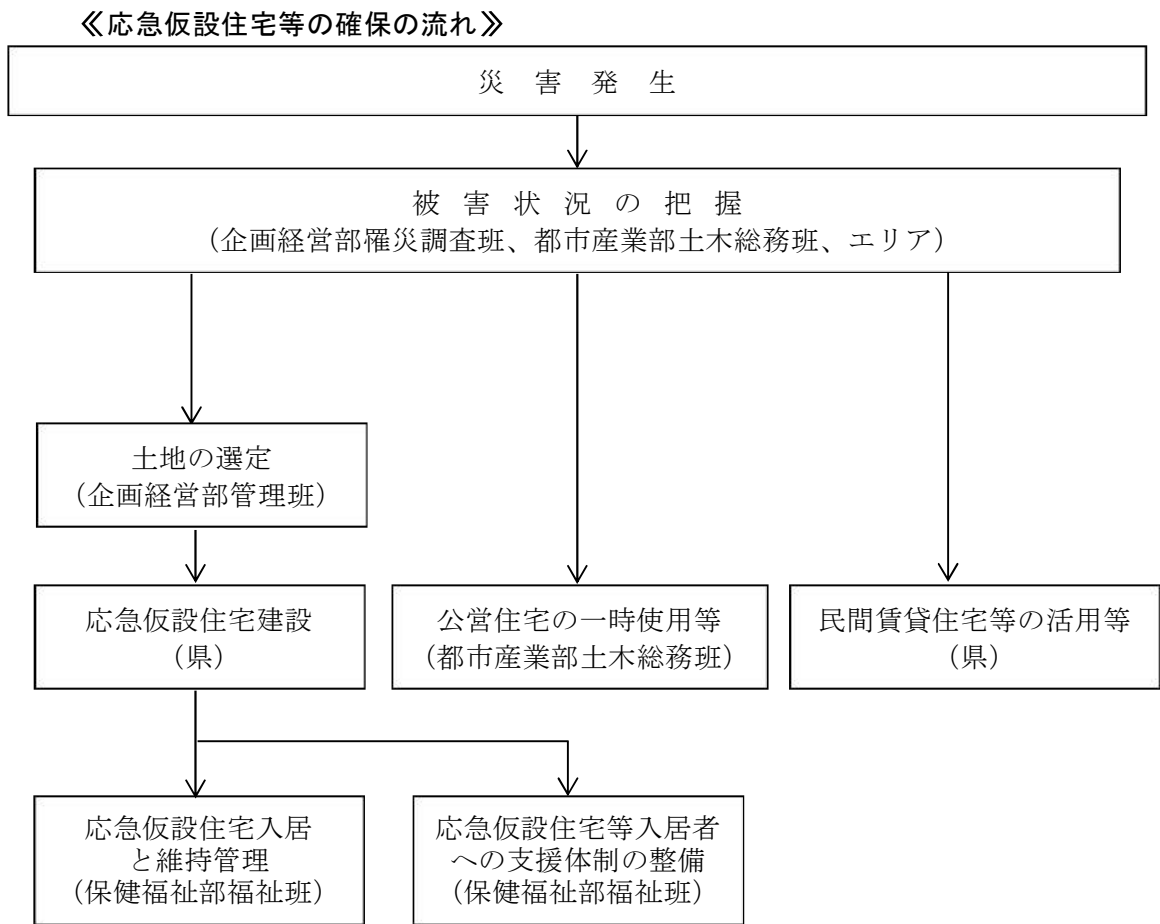 ≪応急仮設住宅等の確保の流れ≫
災害発生
被害状況の把握
（企画経営部罹災調査班、都市産業部土木総務班、エリア）
土地の選定
（企画経営部管理班）
応急仮設住宅建設
（県）
公営住宅の一時使用等
（都市産業部土木総務班）
民間賃貸住宅等の活用等
（県）
応急仮設住宅入居
と維持管理
（保健福祉部福祉班）
応急仮設住宅等入居者
への支援体制の整備
（保健福祉部福祉班）